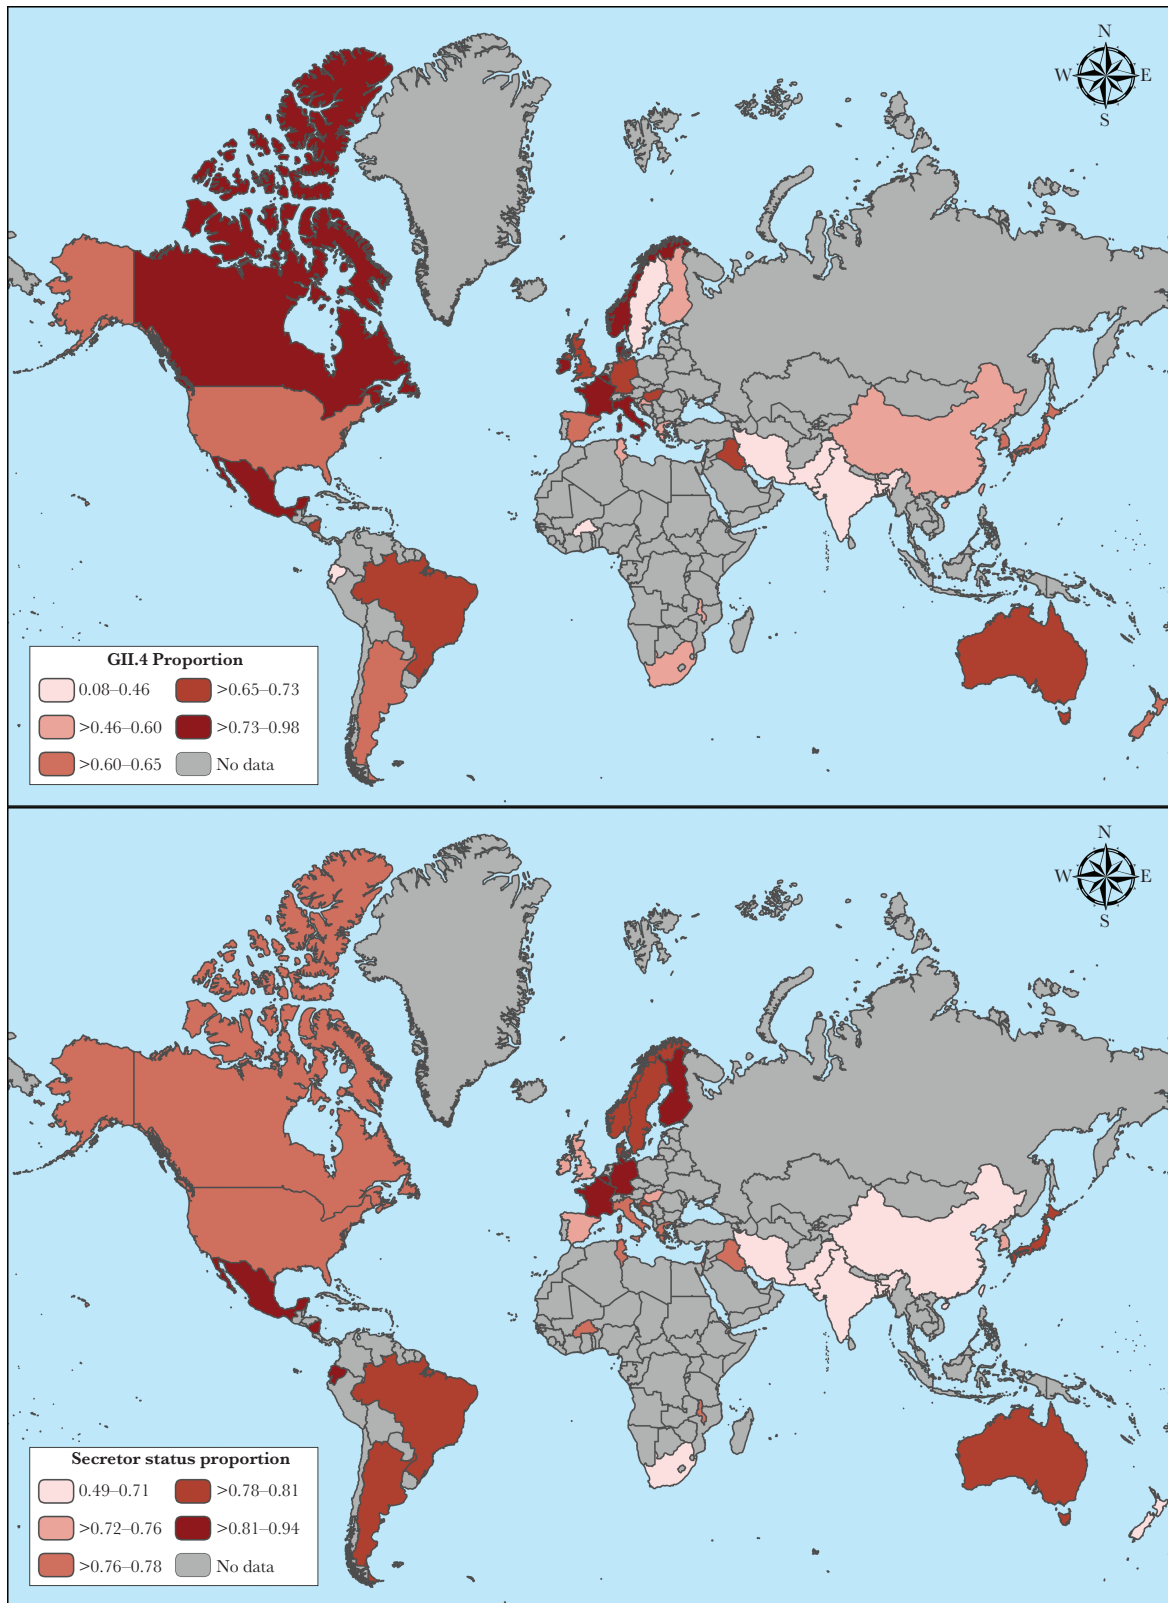 N
W E
S
GII.4 Proportion
0.08–0.46 >0.65–0.73
>0.46–0.60 >0.73–0.98
>0.60–0.65 No data
N
W E
S
Secretor status proportion
0.49–0.71 >0.78–0.81
>0.72–0.76 >0.81–0.94
>0.76–0.78 No data